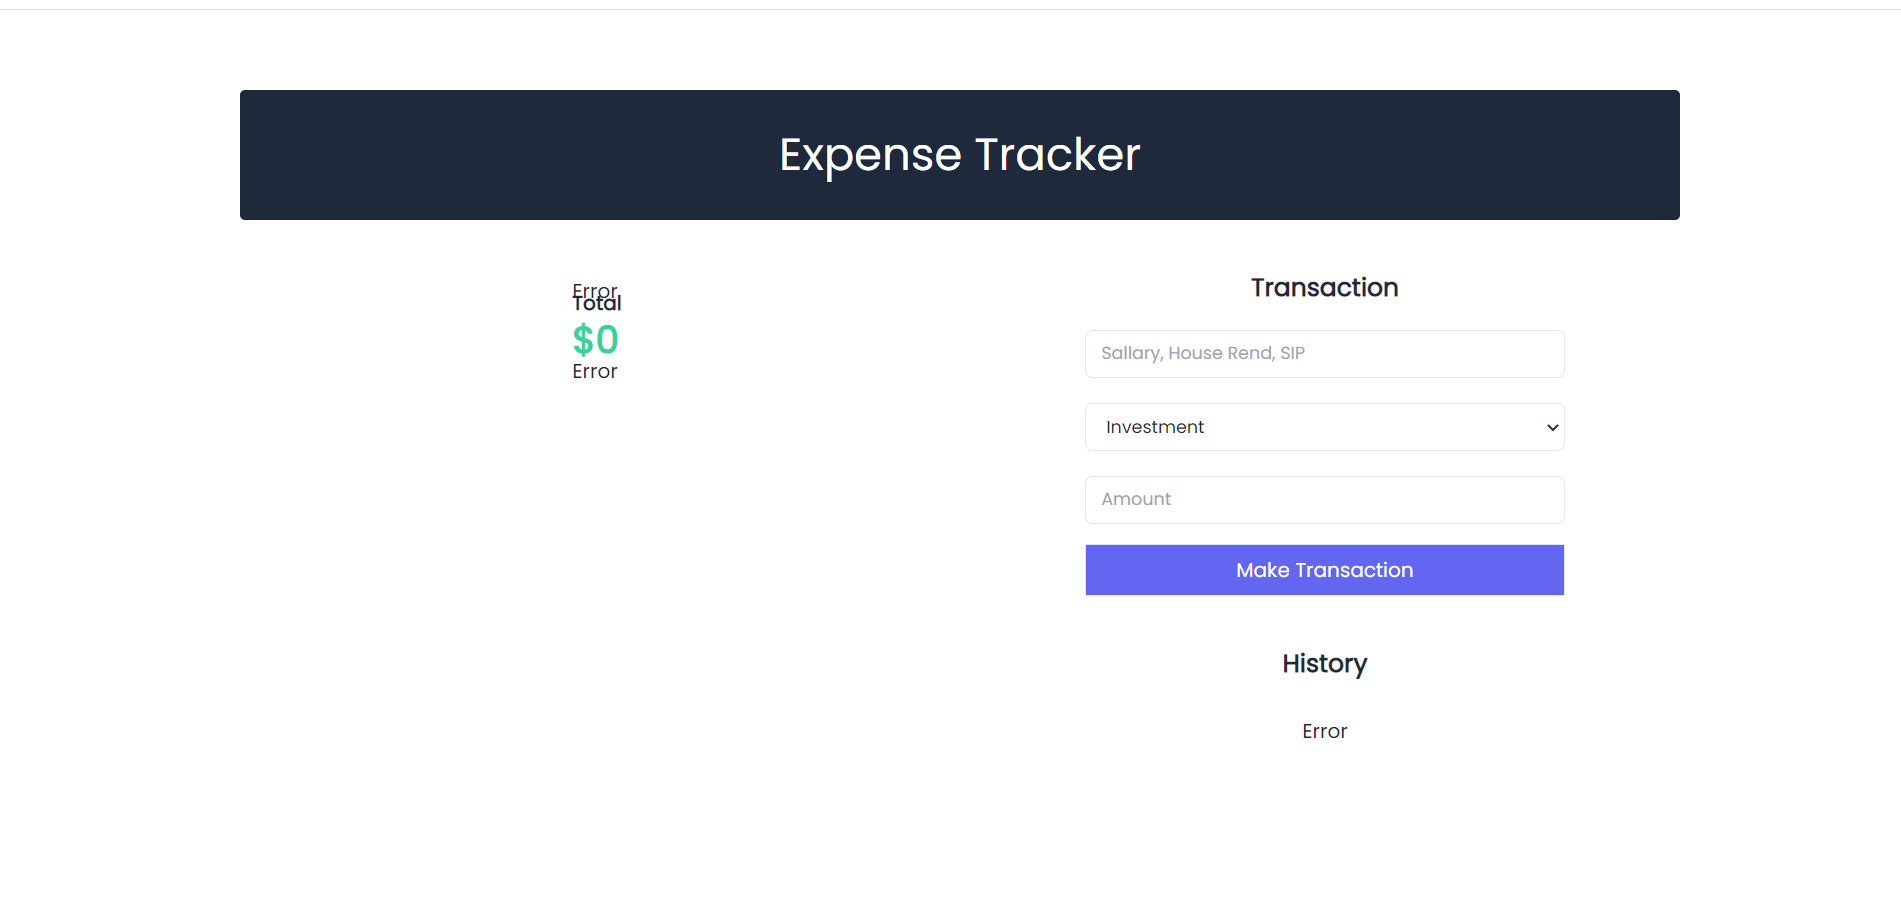 Expense Tracker
Error
Total
$0
Error
Transaction
Sallary, House Rend, SIP
Investment
Amount
Make Transaction
History
Error